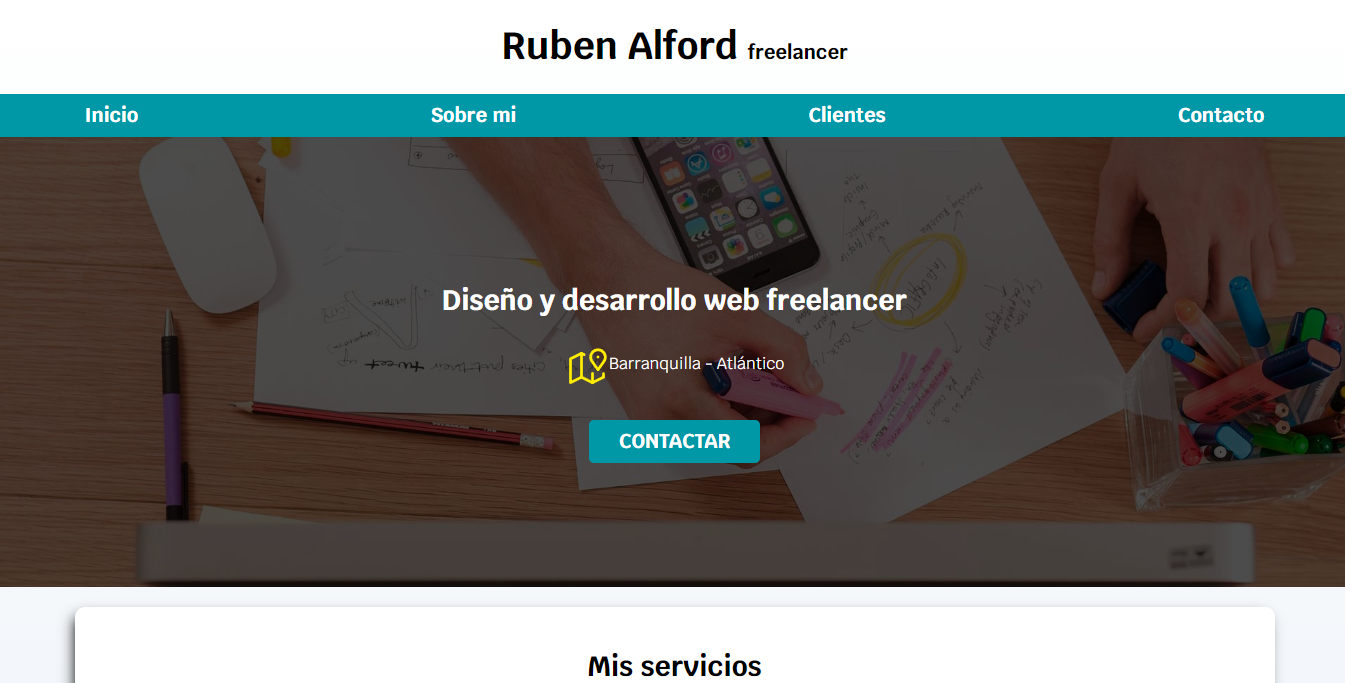 Ruben Alford freelancer
Inicio Sobre mi Clientes Contacto
Diseño y desarrollo web freelancer
Barranquilla - Atlántico
CONTACTAR
Mis servicios